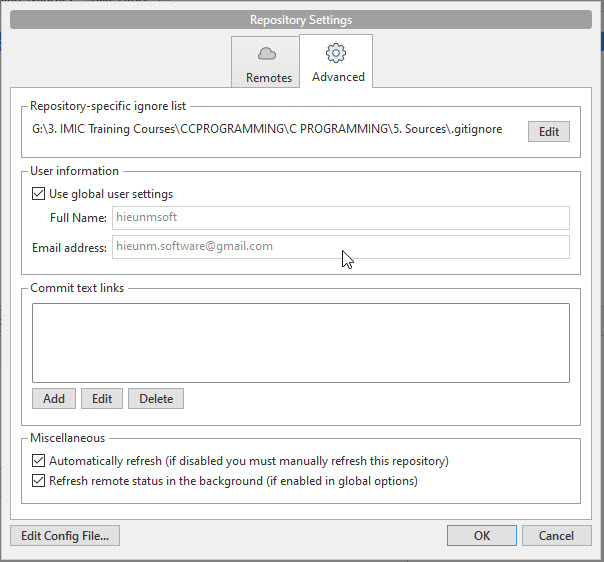 Repository Settings
Remotes
Advanced
Repository-specific ignore list
G:\3. IMIC Training Courses\CCPROGRAMMING\C PROGRAMMING\5. Sources\.gitignore
Edit
User information
Use global user settings
Full Name: hieunmsoft
Email address: hieunm.software@gmail.com
Commit text links
Add Edit Delete
Miscellaneous
Automatically refresh (if disabled you must manually refresh this repository)
Refresh remote status in the background (if enabled in global options)
Edit Config File... OK Cancel